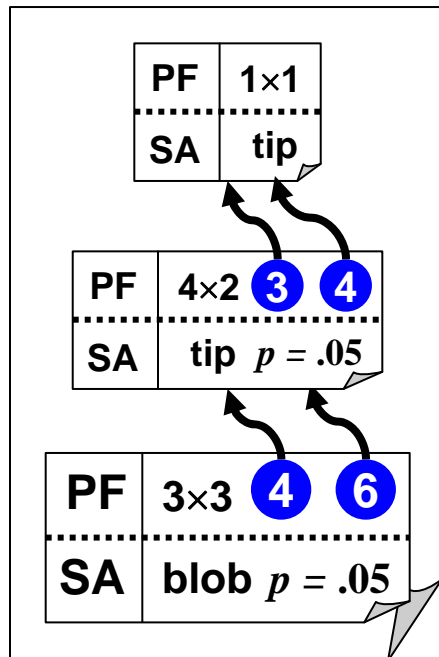 PF 1×1
SA tip
PF 4×2 3 4
SA tip p = .05
PF 3×3 4 6
SA blob p = .05